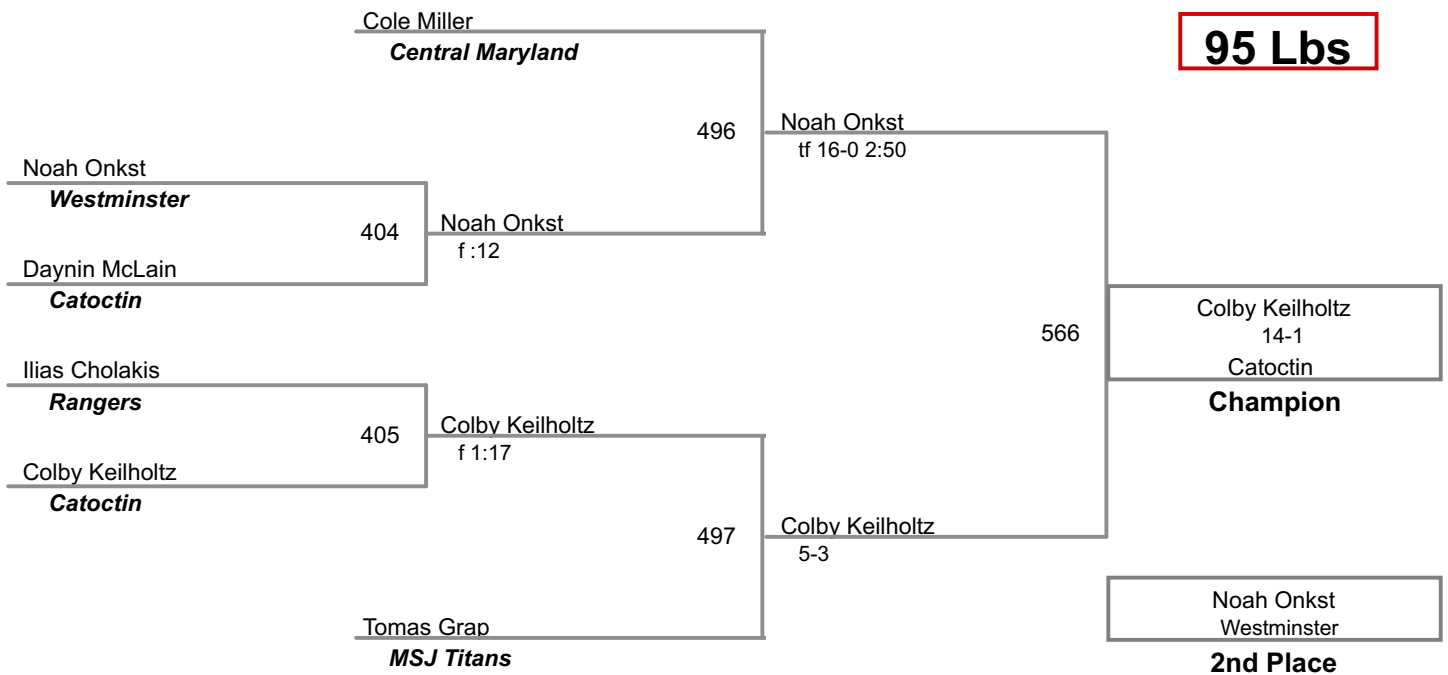 Cole Miller
Central Maryland
95 Lbs
496
Noah Onkst
tf 16-0 2:50
Noah Onkst
Westminster
404
Noah Onkst
f :12
Daynin McLain
Catoctin
566
Colby Keilholtz
14-1
Catoctin
Champion
Ilias Cholakis
Rangers
405
Colby Keilholtz
f 1:17
Colby Keilholtz
Catoctin
497
Colby Keilholtz
5-3
Tomas Grap
MSJ Titans
Noah Onkst
Westminster
2nd Place